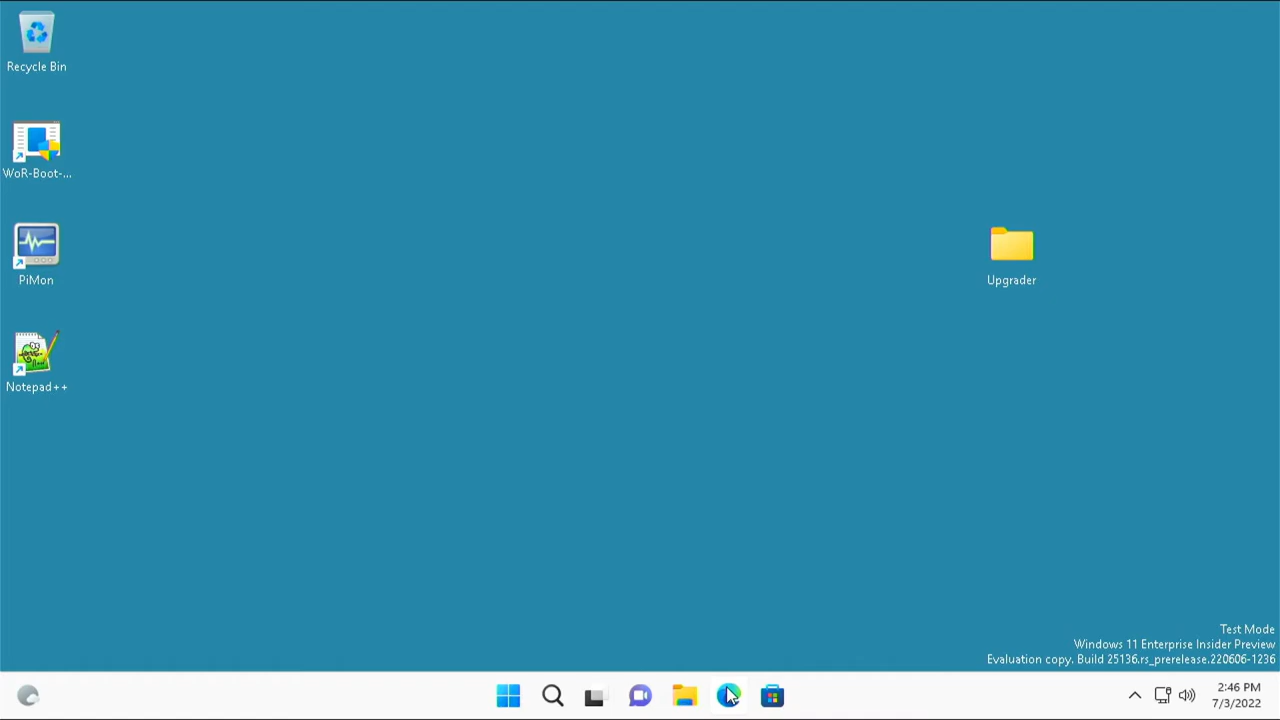 Recycle Bin
WoR-Boot-...
PiMon
Upgrader
Notepad++
Test Mode
Windows 11 Enterprise Insider Preview
Evaluation copy. Build 25136.rs_prerelease.220606-1236
2:46 PM
7/3/2022